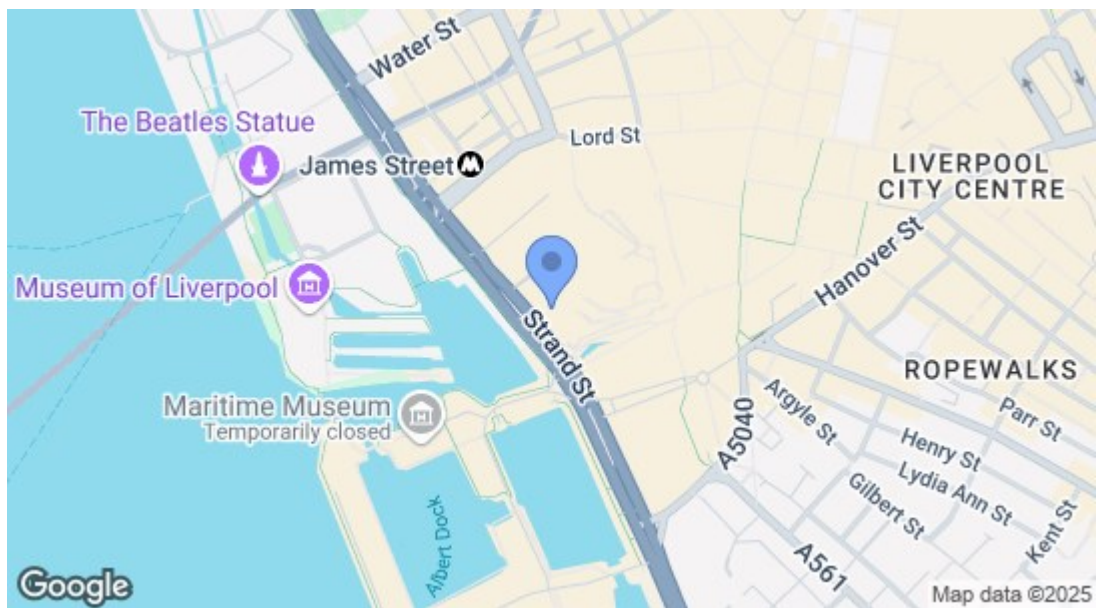 Water St
The Beatles Statue
James Street
Lord St
LIVERPOOL
CITY CENTRE
Hanover St
Museum of Liverpool
Strand St
ROPEWALKS
Maritime Museum
Temporarily closed
Argyle St
Parr St
A5040
Henry St
Lydia Ann St
Gilbert St
Kent St
Albert Dock
A561
Google
Map data ©2025